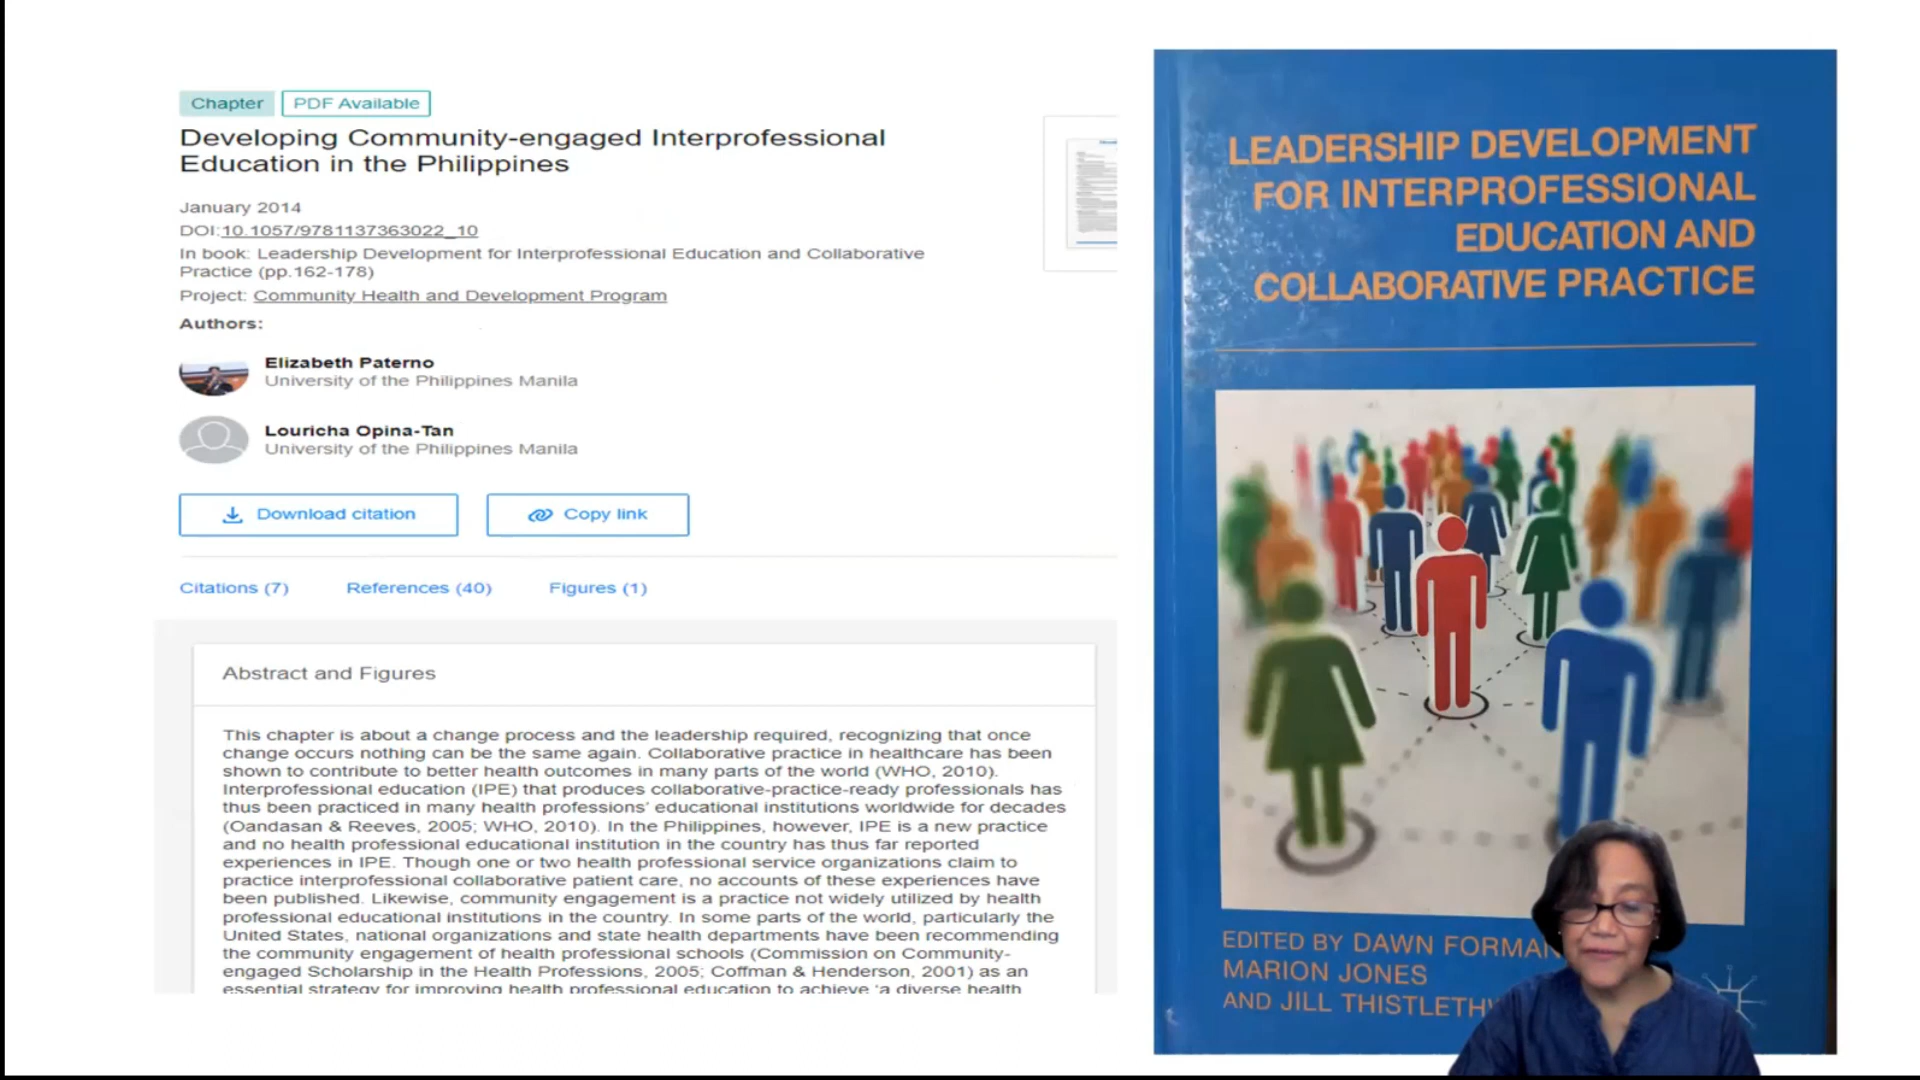 Chapter PDF Available
Developing Community-engaged Interprofessional
Education in the Philippines
January 2014
DOI:10.1057/9781137363022_10
In book: Leadership Development for Interprofessional Education and Collaborative
Practice (pp.162-178)
Project: Community Health and Development Program
Authors:
Elizabeth Paterno
University of the Philippines Manila
Louricha Opina-Tan
University of the Philippines Manila
Download citation
Copy link
Citations (7) References (40) Figures (1)
Abstract and Figures
This chapter is about a change process and the leadership required, recognizing that once
change occurs nothing can be the same again. Collaborative practice in healthcare has been
shown to contribute to better health outcomes in many parts of the world (WHO, 2010).
Interprofessional education (IPE) that produces collaborative-practice-ready professionals has
thus been practiced in many health professions' educational institutions worldwide for decades
(Oandasan & Reeves, 2005; WHO, 2010). In the Philippines, however, IPE is a new practice
and no health professional educational institution in the country has thus far reported
experiences in IPE. Though one or two health professional service organizations claim to
practice interprofessional collaborative patient care, no accounts of these experiences have
been published. Likewise, community engagement is a practice not widely utilized by health
professional educational institutions in the country. In some parts of the world, particularly the
United States, national organizations and state health departments have been recommending
the community engagement of health professional schools (Commission on Community-
engaged Scholarship in the Health Professions, 2005; Coffman & Henderson, 2001) as an
essential strategy for improving health professional education to achieve 'a diverse health
LEADERSHIP DEVELOPMENT
FOR INTERPROFESSIONAL
EDUCATION AND
COLLABORATIVE PRACTICE
EDITED BY DAWN FORMAN
MARION JONES
AND JILL THISTLETH